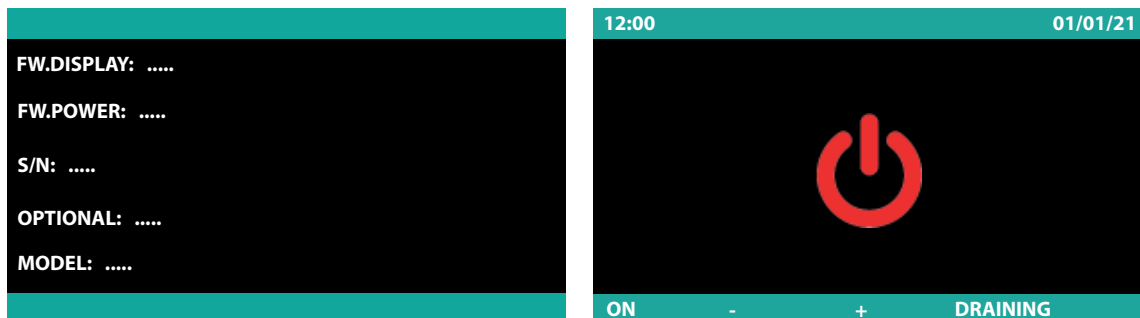 FW.DISPLAY: .....
FW.POWER: .....
S/N: .....
OPTIONAL: .....
MODEL: .....
12:00 01/01/21
ON - + DRAINING